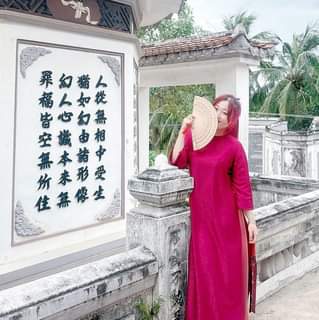 人從無相中受生
猶如幻由諸形像
幻人心識本來無
罪福皆空無所住